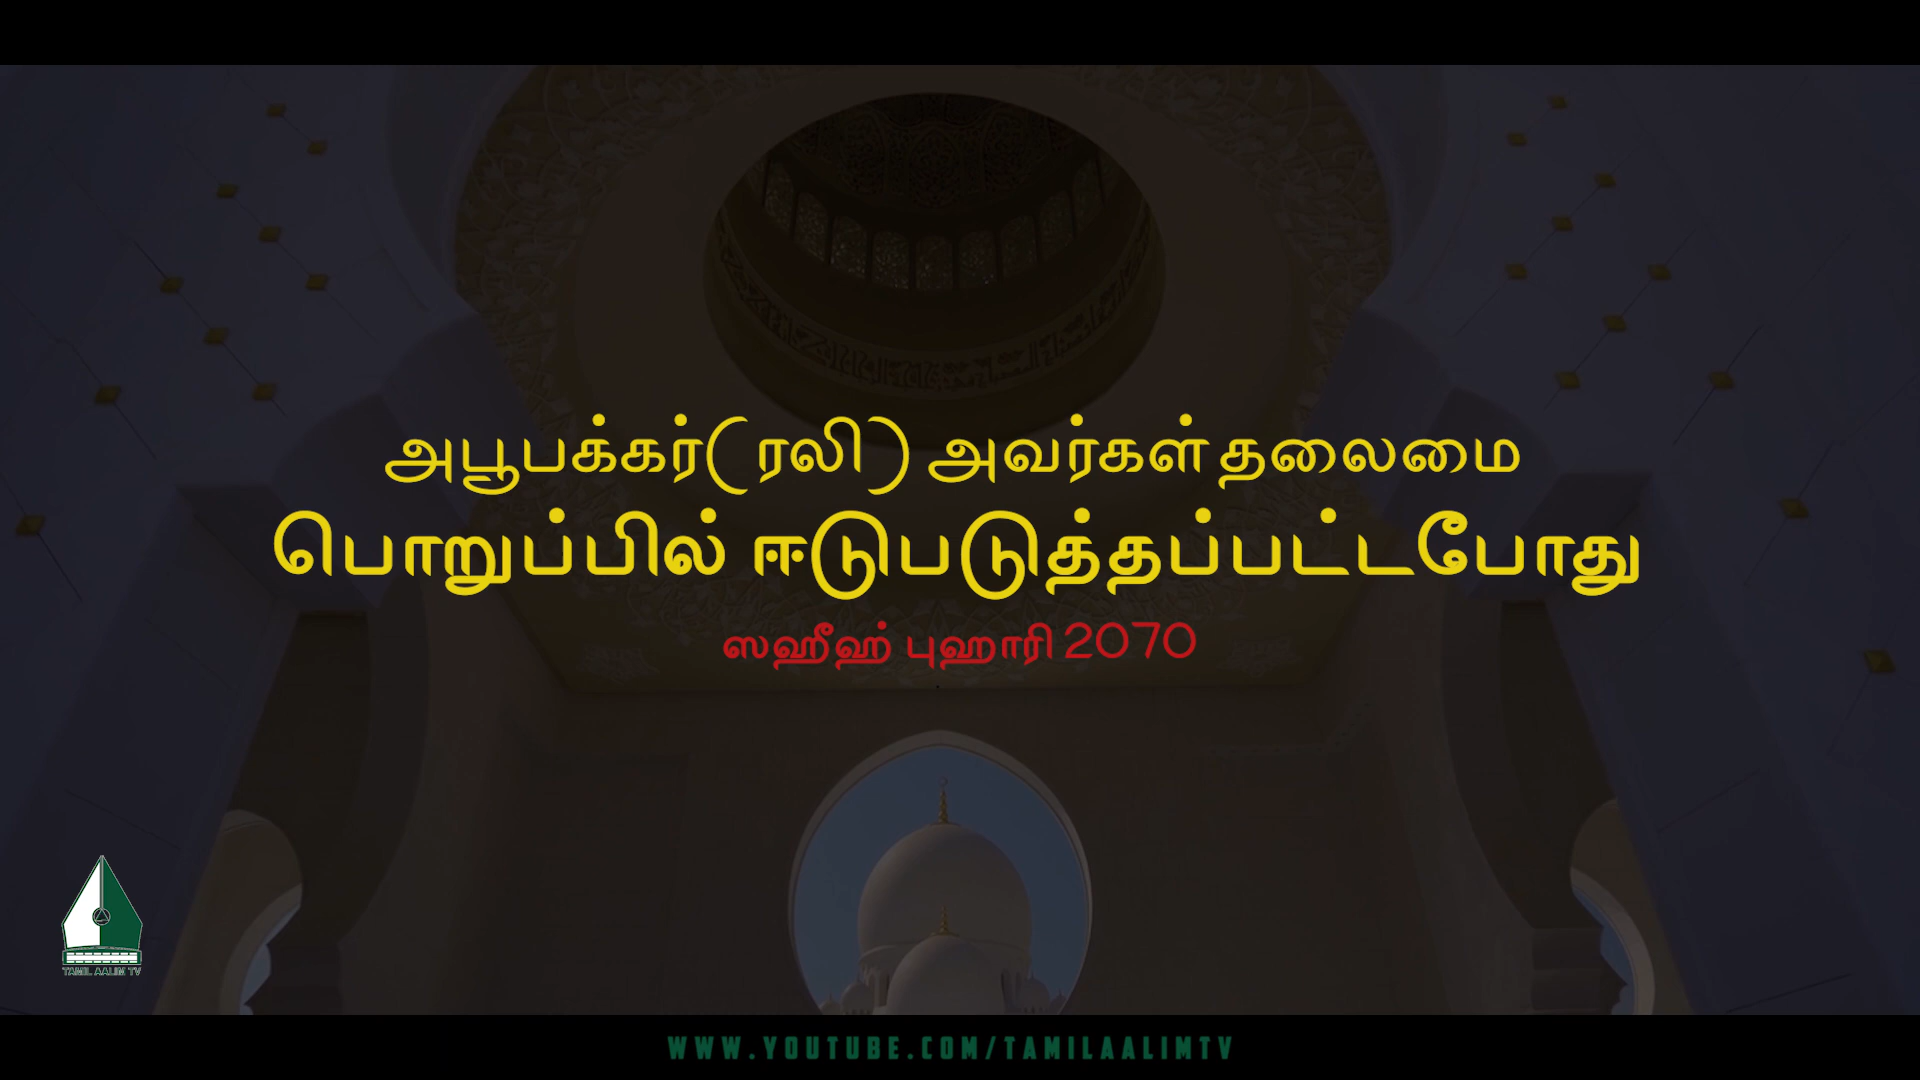 அபூபக்கர்( ரலி ) அவர்கள் தலைமை
பொறுப்பில் ஈடுபடுத்தப்பட்டபோது
ஸஹீஹ் புஹாரி 2070
TAMIL AALIM TV
WWW.YOUTUBE.COM/TAMILAALIMTV